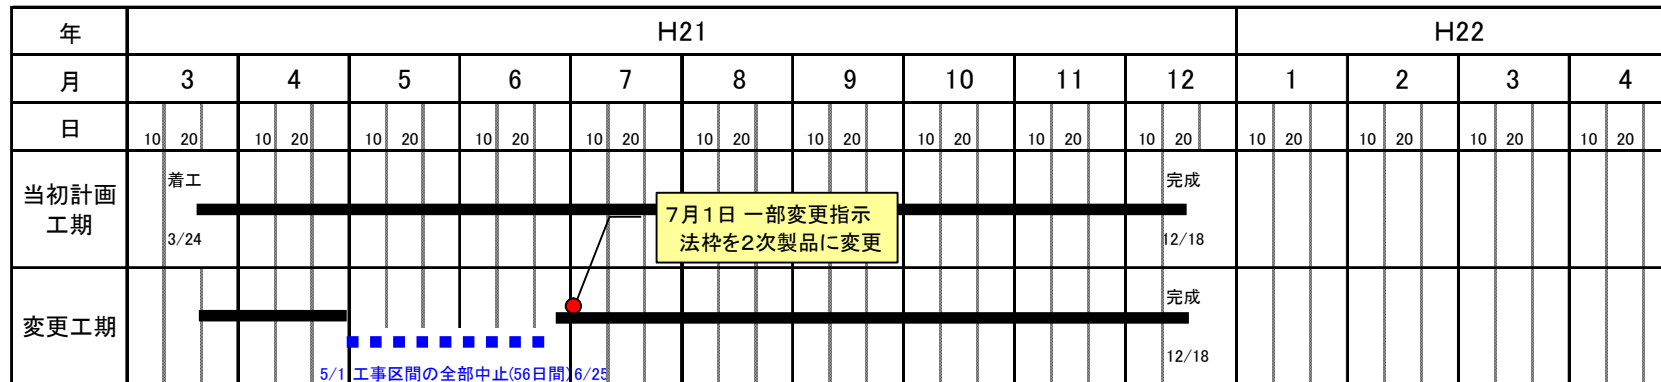 年 H21 H22
月 3 4 5 6 7 8 9 10 11 12 1 2 3 4
日 10 20 10 20 10 20 10 20 10 20 10 20 10 20 10 20 10 20 10 20 10 20 10 20 10 20 10 20
当初計画
工期
着工
3/24
7月1日 一部変更指示
法枠を2次製品に変更
完成
12/18
変更工期
5/1 工事区間の全部中止(56日間) 6/25
完成
12/18